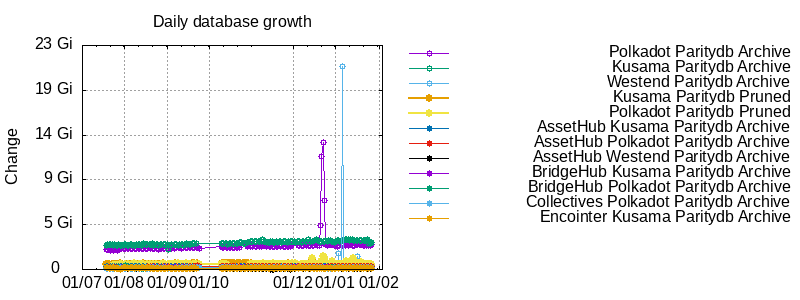 Daily database growth
23 Gi
19 Gi
14 Gi
9 Gi
5 Gi
0
Change
01/07
01/08
01/09
01/10
01/12
01/01
01/02
Polkadot Paritydb Archive
Kusama Paritydb Archive
Westend Paritydb Archive
Kusama Paritydb Pruned
Polkadot Paritydb Pruned
AssetHub Kusama Paritydb Archive
AssetHub Polkadot Paritydb Archive
AssetHub Westend Paritydb Archive
BridgeHub Kusama Paritydb Archive
BridgeHub Polkadot Paritydb Archive
Collectives Polkadot Paritydb Archive
Encointer Kusama Paritydb Archive